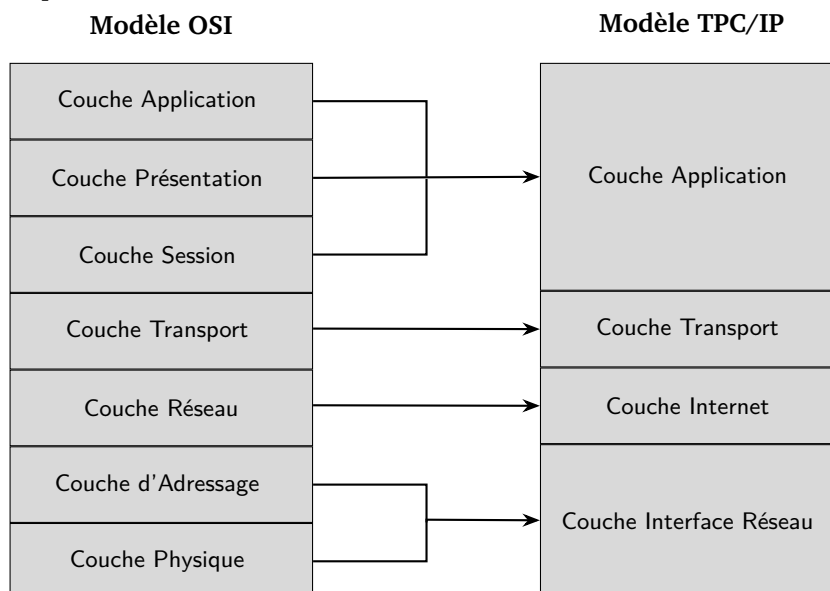 Modèle OSI
Modèle TPC/IP
Couche Application
Couche Présentation
Couche Session
Couche Transport
Couche Réseau
Couche d'Adressage
Couche Physique
Couche Application
Couche Transport
Couche Internet
Couche Interface Réseau